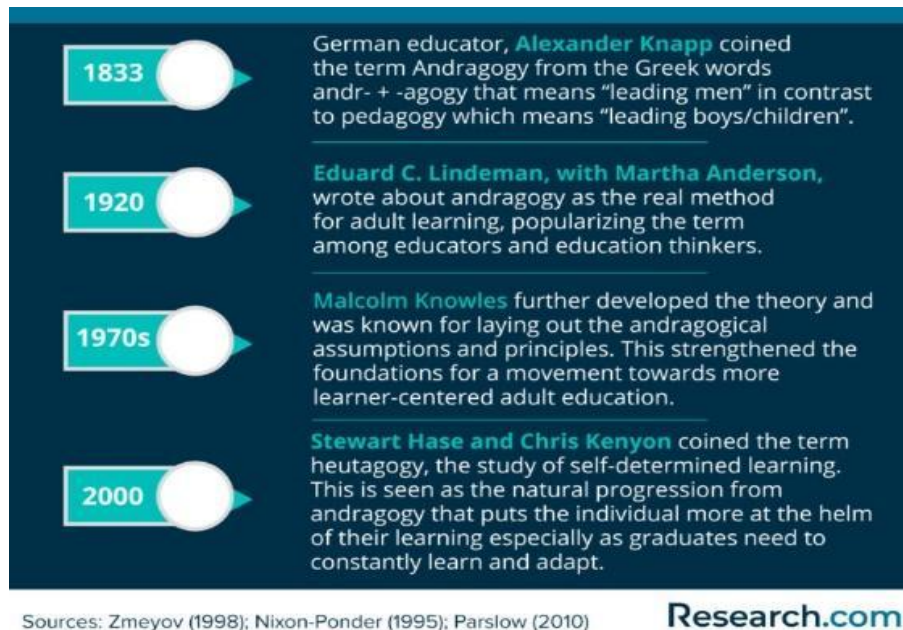 1833
German educator, Alexander Knapp coined
the term Andragogy from the Greek words
andr- + -agogy that means “leading men” in contrast
to pedagogy which means “leading boys/children”.
1920
Eduard C. Lindeman, with Martha Anderson,
wrote about andragogy as the real method
for adult learning, popularizing the term
among educators and education thinkers.
1970s
Malcolm Knowles further developed the theory and
was known for laying out the andragogical
assumptions and principles. This strengthened the
foundations for a movement towards more
learner-centered adult education.
2000
Stewart Hase and Chris Kenyon coined the term
heutagogy, the study of self-determined learning.
This is seen as the natural progression from
andragogy that puts the individual more at the helm
of their learning especially as graduates need to
constantly learn and adapt.
Sources: Zmeyov (1998); Nixon-Ponder (1995); Parslow (2010)
Research.com